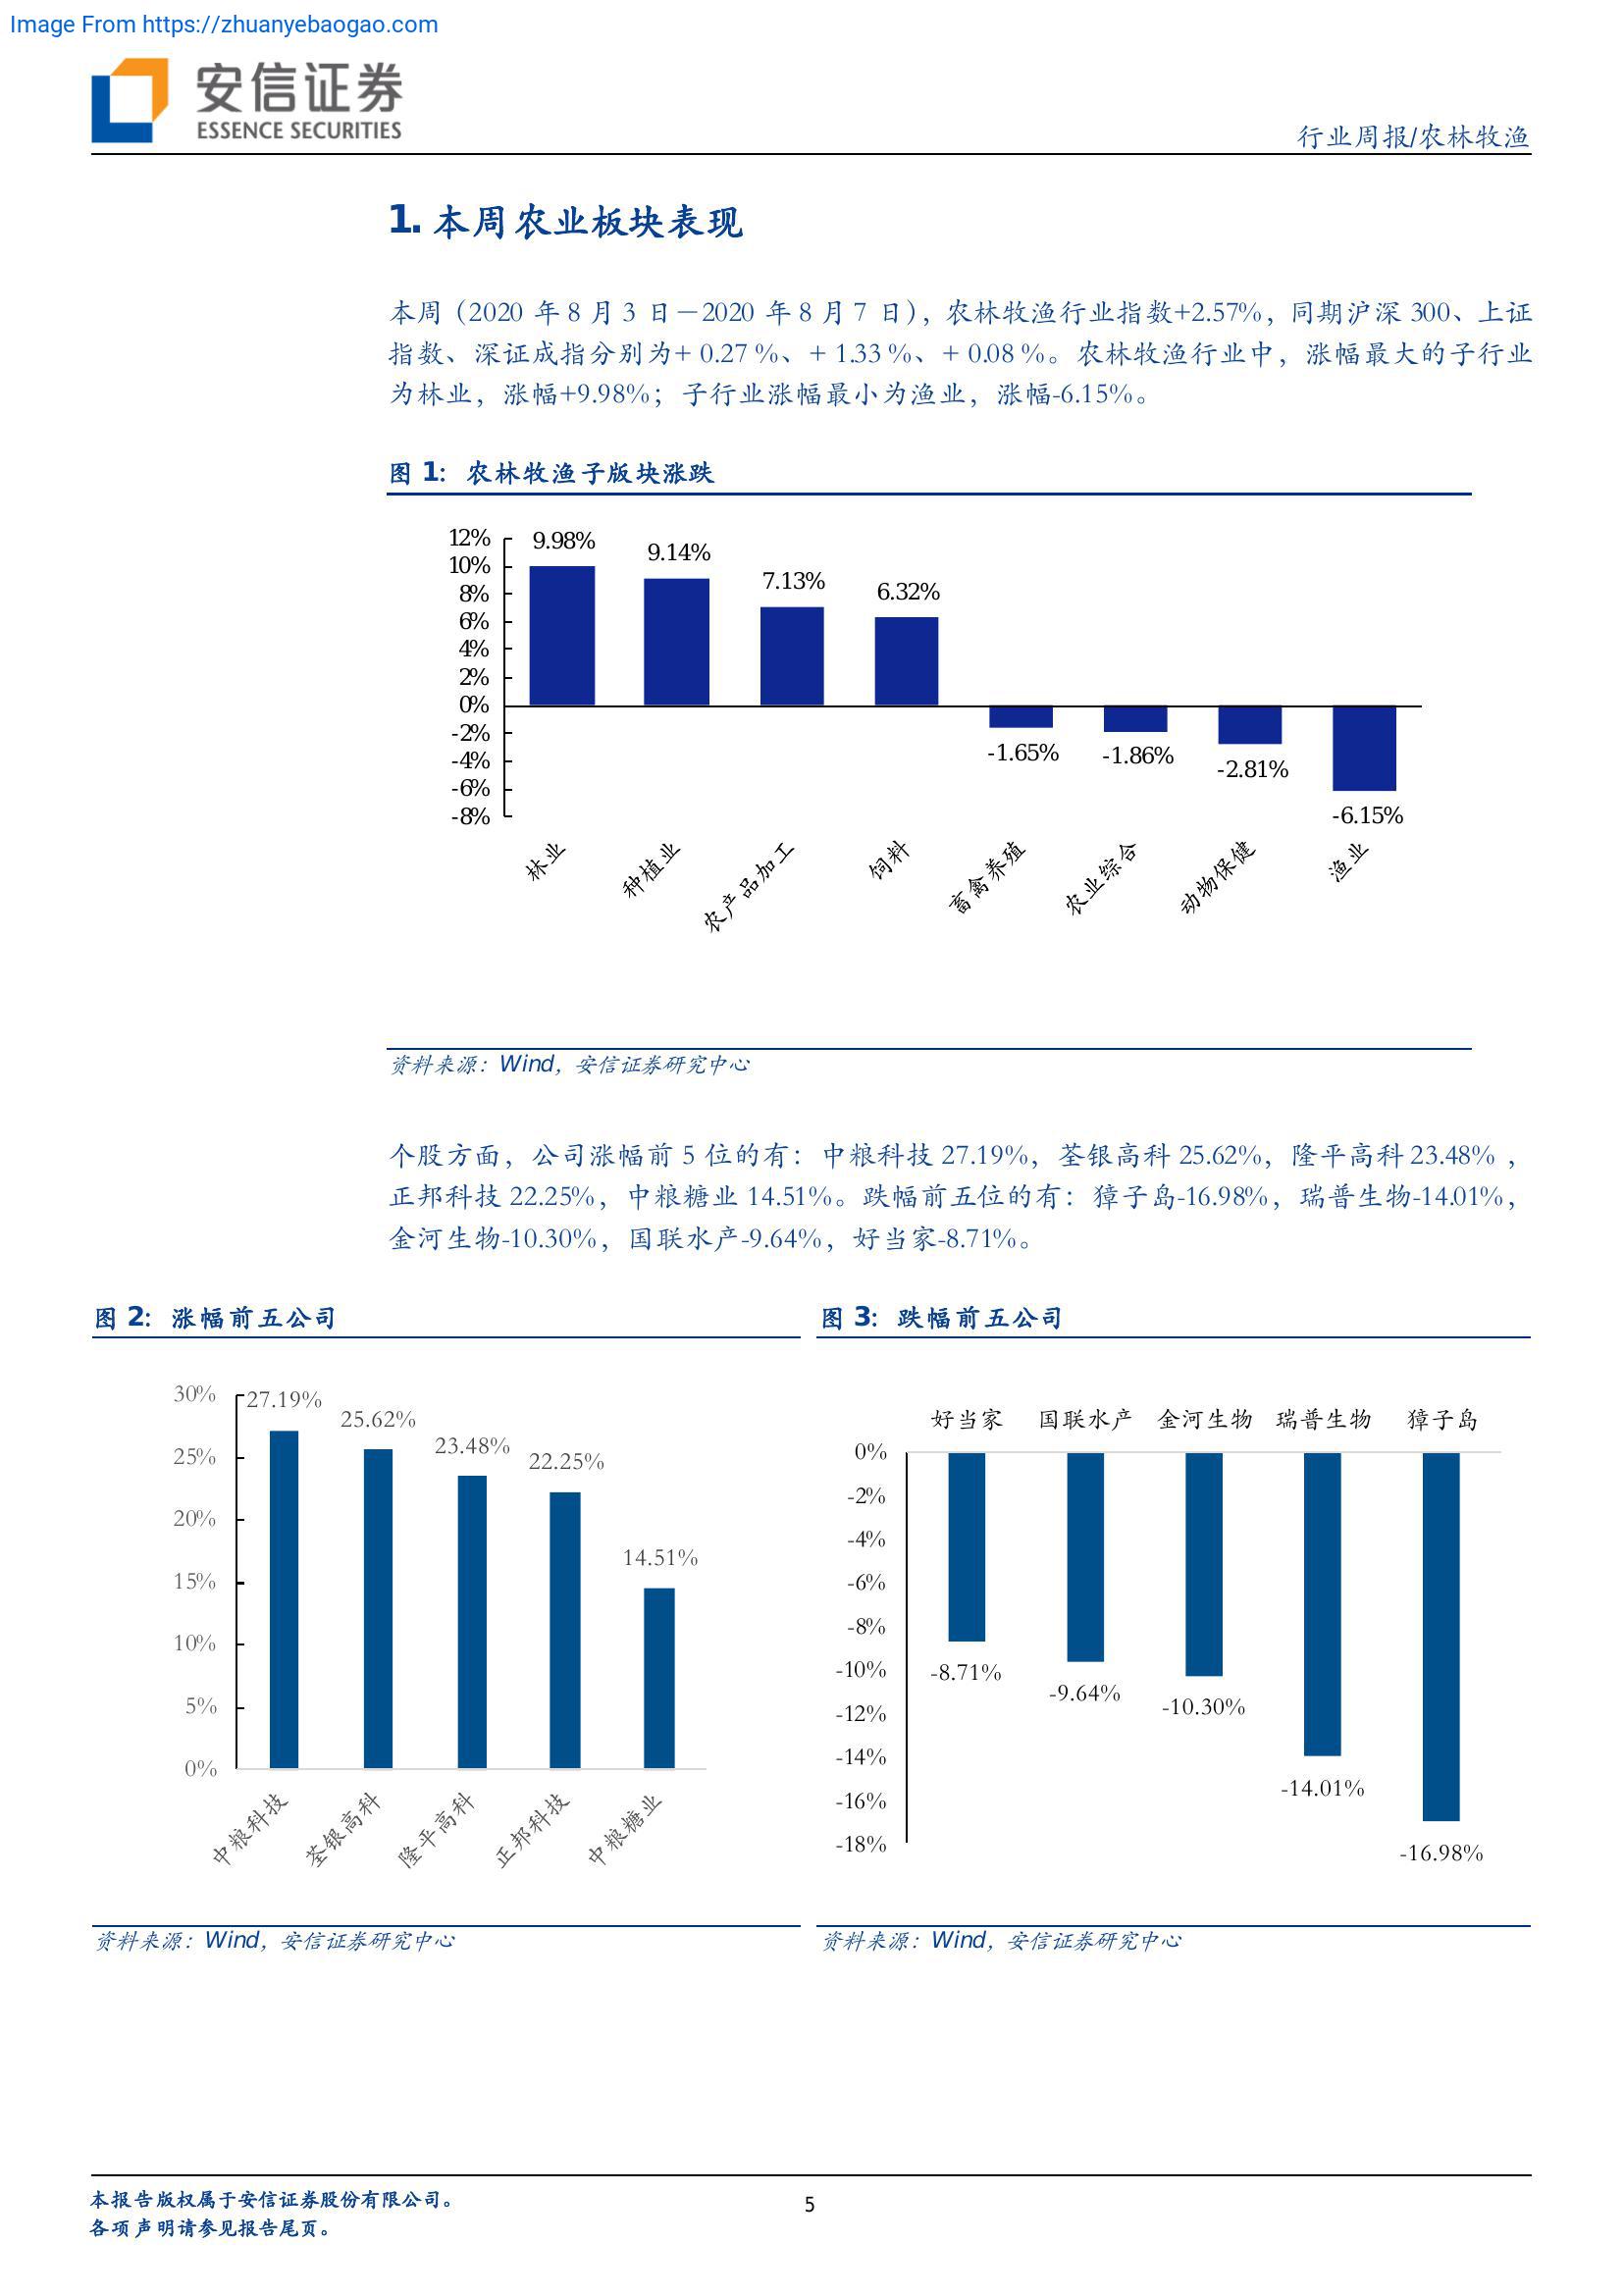 Image From https://zhuanyebaogao.com
安信证券
ESSENCE SECURITIES
行业周报/农林牧渔
1. 本周农业板块表现
本周（2020 年 8 月 3 日－2020 年 8 月 7 日），农林牧渔行业指数+2.57%，同期沪深 300、上证
指数、深证成指分别为+ 0.27 %、+ 1.33 %、+ 0.08 %。农林牧渔行业中，涨幅最大的子行业
为林业，涨幅+9.98%；子行业涨幅最小为渔业，涨幅-6.15%。
图 1：农林牧渔子版块涨跌
12%
10%
8%
6%
4%
2%
0%
-2%
-4%
-6%
-8%
9.98%
9.14%
7.13%
6.32%
-1.65%
-1.86%
-2.81%
-6.15%
林业
种植业
农产品加工
饲料
畜禽养殖
农业综合
动物保健
渔业
资料来源：Wind，安信证券研究中心
个股方面，公司涨幅前 5 位的有：中粮科技 27.19%，荃银高科 25.62%，隆平高科 23.48%，
正邦科技 22.25%，中粮糖业 14.51%。跌幅前五位的有：獐子岛-16.98%，瑞普生物-14.01%，
金河生物-10.30%，国联水产-9.64%，好当家-8.71%。
图 2：涨幅前五公司
30%
25%
20%
15%
10%
5%
0%
27.19%
25.62%
23.48%
22.25%
14.51%
中粮科技
荃银高科
隆平高科
正邦科技
中粮糖业
资料来源：Wind，安信证券研究中心
图 3：跌幅前五公司
好当家
国联水产
金河生物
瑞普生物
獐子岛
0%
-2%
-4%
-6%
-8%
-10%
-12%
-14%
-16%
-18%
-8.71%
-9.64%
-10.30%
-14.01%
-16.98%
资料来源：Wind，安信证券研究中心
本报告版权属于安信证券股份有限公司。
各项声明请参见报告尾页。
5